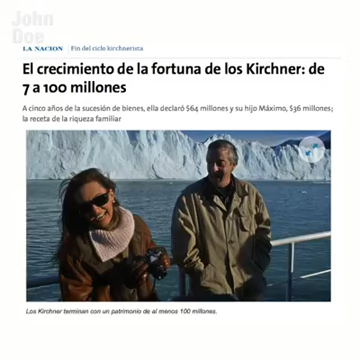 John
Doe
LA NACION | Fin del ciclo kirchnerista
El crecimiento de la fortuna de los Kirchner: de
7 a 100 millones
A cinco años de la sucesión de bienes, ella declaró $64 millones y su hijo Máximo, $36 millones;
la receta de la riqueza familiar
Los Kirchner terminan con un patrimonio de al menos 100 millones.